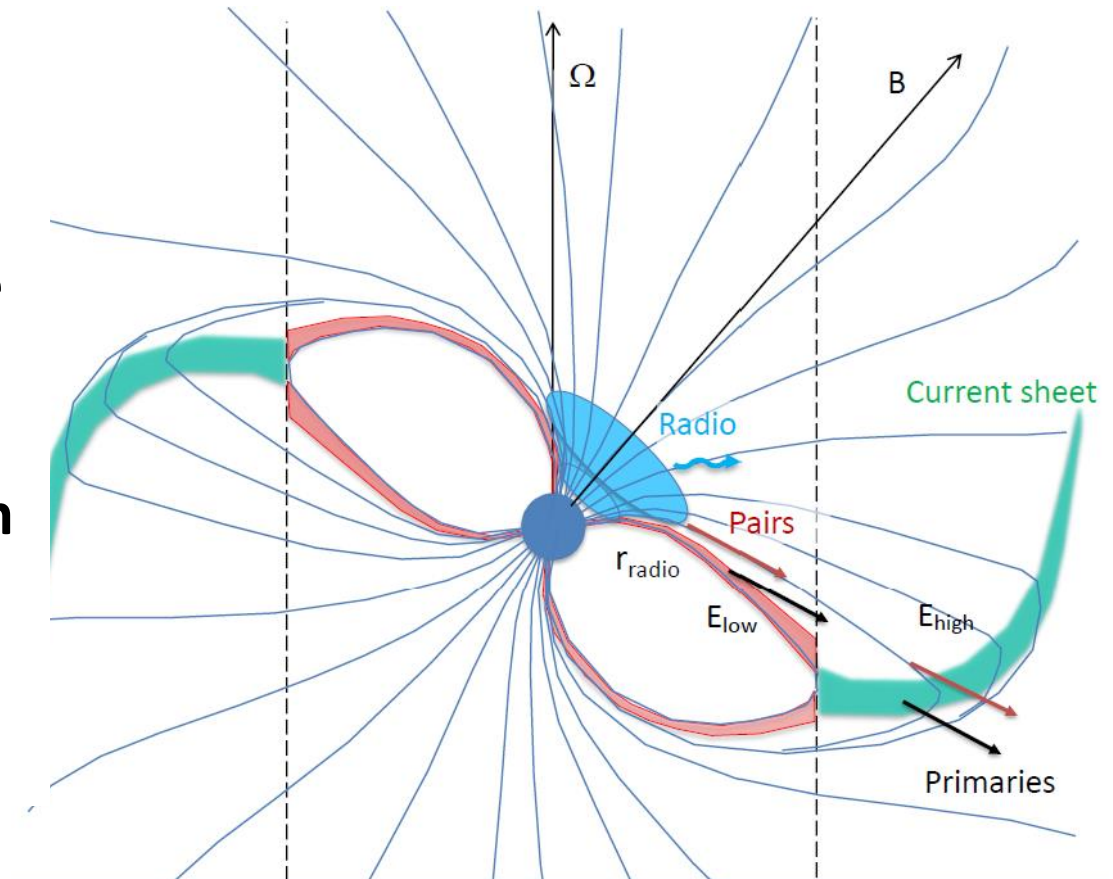 Ω
B
Current sheet
Radio
Pairs
r_radio
E_low
E_high
Primaries
n